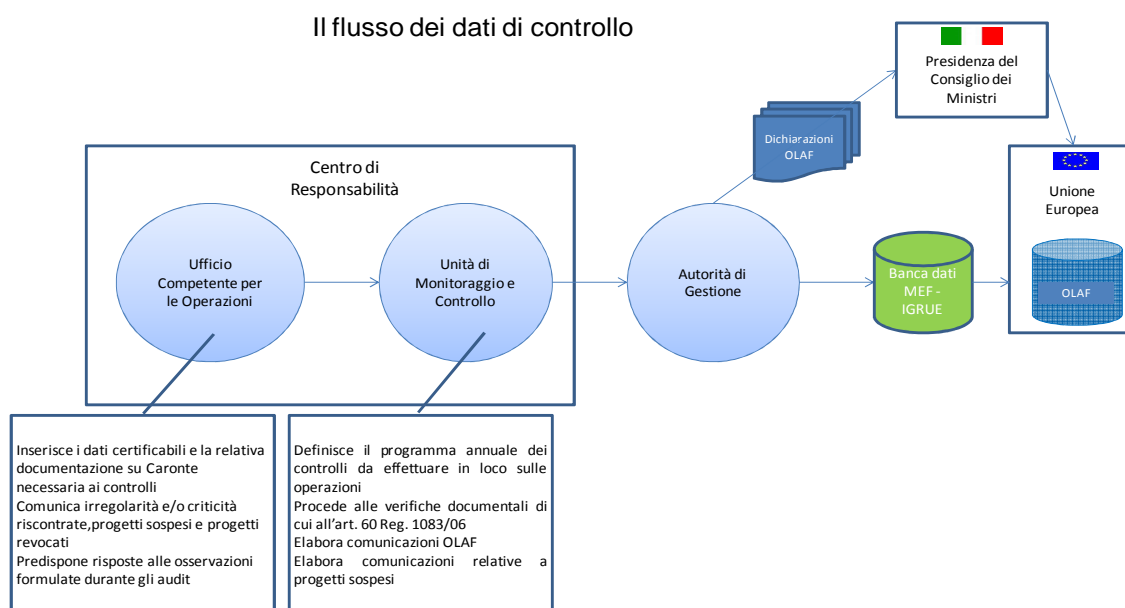 Il flusso dei dati di controllo
Presidenza del
Consiglio dei
Ministri
Dichiarazioni
OLAF
Centro di
Responsabilità
Unione
Europea
Ufficio
Competente per
le Operazioni
Unità di
Monitoraggio e
Controllo
Autorità di
Gestione
Banca dati
MEF -
IGRUE
OLAF
Inserisce i dati certificabili e la relativa
documentazione su Caronte
necessaria ai controlli
Comunica irregolarità e/o criticità
riscontrate,progetti sospesi e progetti
revocati
Predispone risposte alle osservazioni
formulate durante gli audit
Definisce il programma annuale dei
controlli da effettuare in loco sulle
operazioni
Procede alle verifiche documentali di
cui all'art. 60 Reg. 1083/06
Elabora comunicazioni OLAF
Elabora comunicazioni relative a
progetti sospesi